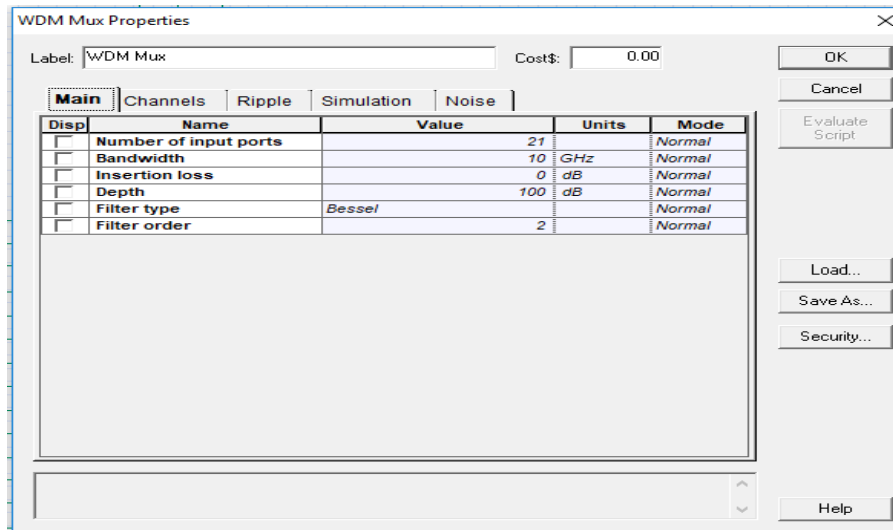 WDM Mux Properties
Label: WDM Mux Cost$: 0.00
OK
Cancel
Evaluate Script
Main Channels Ripple Simulation Noise
Disp Name Value Units Mode
Number of input ports 21 Normal
Bandwidth 10 GHz Normal
Insertion loss 0 dB Normal
Depth 100 dB Normal
Filter type Bessel Normal
Filter order 2 Normal
Load...
Save As...
Security...
Help